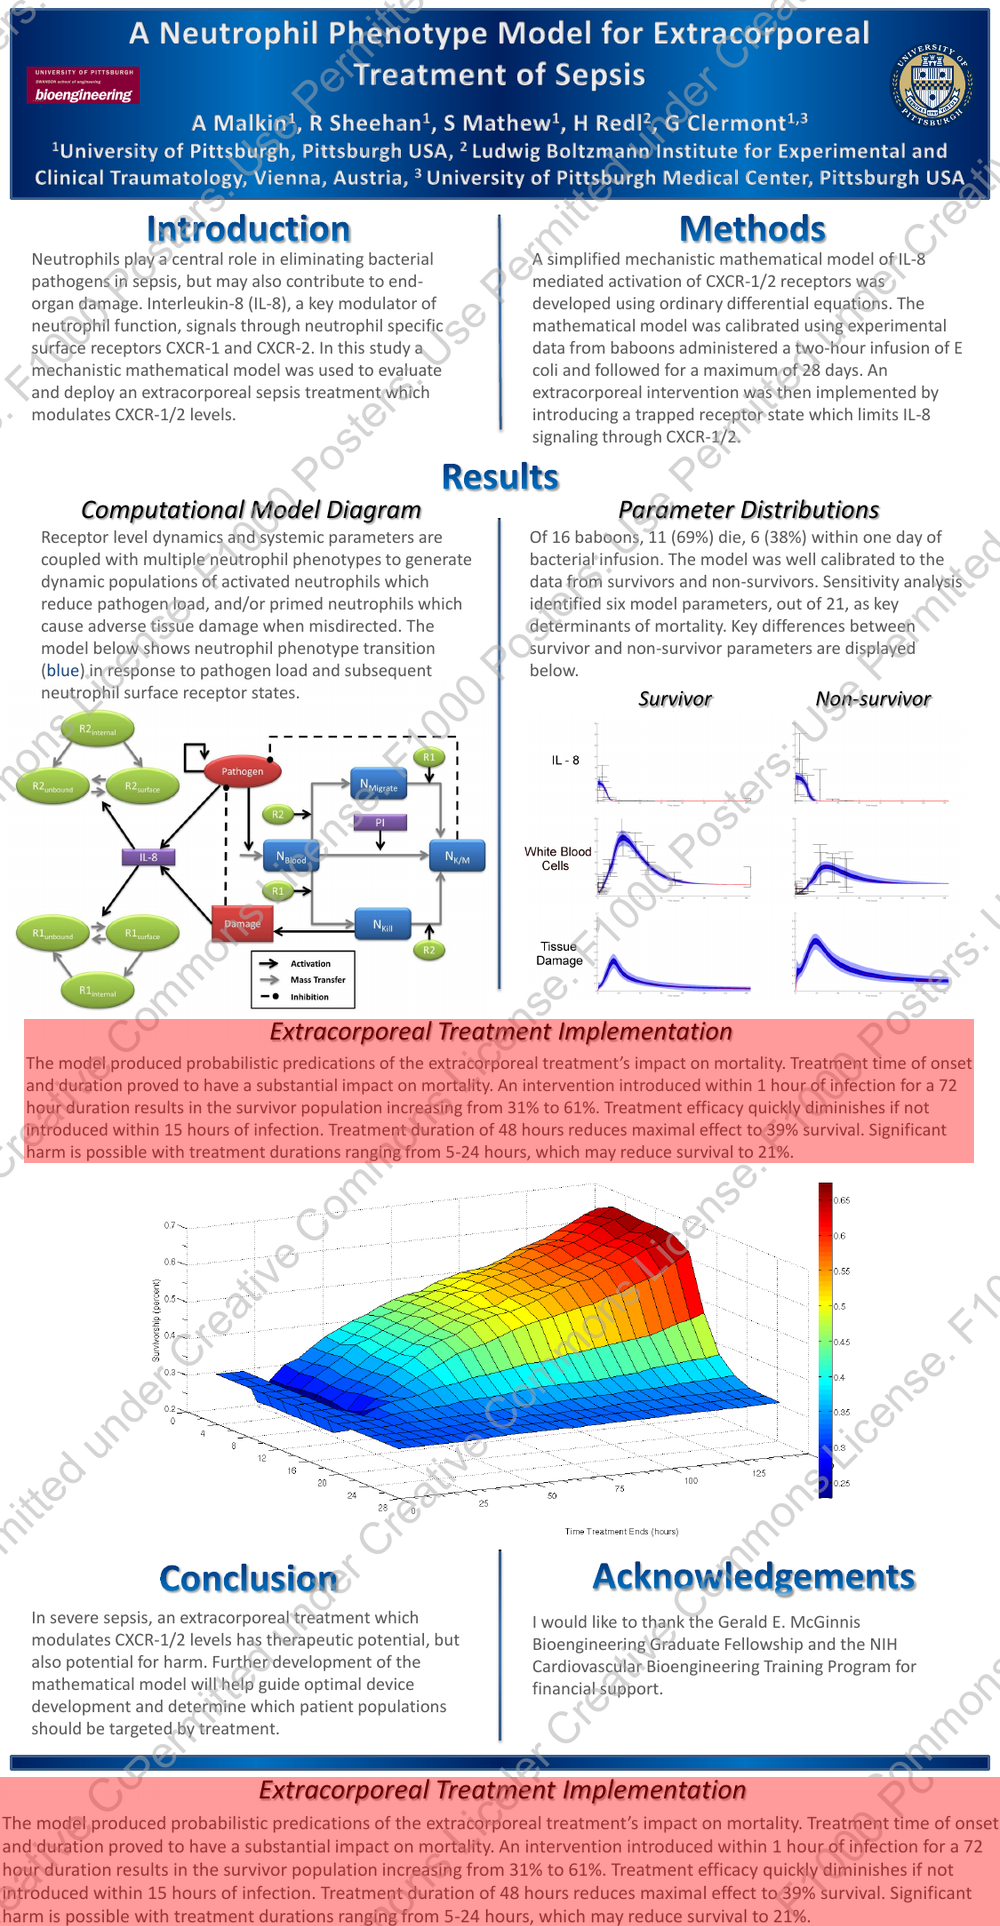 A Neutrophil Phenotype Model for Extracorporeal
Treatment of Sepsis
UNIVERSITY OF PITTSBURGH
SWANSON school of engineering
bioengineering
UNIVERSITY OF PITTSBURGH
A Malkin1, R Sheehan1, S Mathew1, H Redl2, G Clermont1,3
1University of Pittsburgh, Pittsburgh USA, 2 Ludwig Boltzmann Institute for Experimental and
Clinical Traumatology, Vienna, Austria, 3 University of Pittsburgh Medical Center, Pittsburgh USA
Introduction
Neutrophils play a central role in eliminating bacterial
pathogens in sepsis, but may also contribute to end-
organ damage. Interleukin-8 (IL-8), a key modulator of
neutrophil function, signals through neutrophil specific
surface receptors CXCR-1 and CXCR-2. In this study a
mechanistic mathematical model was used to evaluate
and deploy an extracorporeal sepsis treatment which
modulates CXCR-1/2 levels.
Methods
A simplified mechanistic mathematical model of IL-8
mediated activation of CXCR-1/2 receptors was
developed using ordinary differential equations. The
mathematical model was calibrated using experimental
data from baboons administered a two-hour infusion of E
coli and followed for a maximum of 28 days. An
extracorporeal intervention was then implemented by
introducing a trapped receptor state which limits IL-8
signaling through CXCR-1/2.
Results
Computational Model Diagram
Receptor level dynamics and systemic parameters are
coupled with multiple neutrophil phenotypes to generate
dynamic populations of activated neutrophils which
reduce pathogen load, and/or primed neutrophils which
cause adverse tissue damage when misdirected. The
model below shows neutrophil phenotype transition
(blue) in response to pathogen load and subsequent
neutrophil surface receptor states.
R2internal
R2unbound
R2surface
IL-8
R1unbound
R1surface
R1internal
Pathogen
R2
NBlood
R1
Damage
NMigrate
PI
NKill
R1
NK/M
R2
Activation
Mass Transfer
Inhibition
Parameter Distributions
Of 16 baboons, 11 (69%) die, 6 (38%) within one day of
bacterial infusion. The model was well calibrated to the
data from survivors and non-survivors. Sensitivity analysis
identified six model parameters, out of 21, as key
determinants of mortality. Key differences between
survivor and non-survivor parameters are displayed
below.
Survivor
Non-survivor
IL - 8
White Blood
Cells
Tissue
Damage
Extracorporeal Treatment Implementation
The model produced probabilistic predications of the extracorporeal treatment's impact on mortality. Treatment time of onset
and duration proved to have a substantial impact on mortality. An intervention introduced within 1 hour of infection for a 72
hour duration results in the survivor population increasing from 31% to 61%. Treatment efficacy quickly diminishes if not
introduced within 15 hours of infection. Treatment duration of 48 hours reduces maximal effect to 39% survival. Significant
harm is possible with treatment durations ranging from 5-24 hours, which may reduce survival to 21%.
Survivorship (percent)
0.7
0.6
0.5
0.4
0.3
0.2
0
4
8
12
16
20
24
28
0
25
50
75
100
125
Time Treatment Ends (hours)
0.65
0.6
0.55
0.5
0.45
0.4
0.35
0.3
0.25
Conclusion
In severe sepsis, an extracorporeal treatment which
modulates CXCR-1/2 levels has therapeutic potential, but
also potential for harm. Further development of the
mathematical model will help guide optimal device
development and determine which patient populations
should be targeted by treatment.
Acknowledgements
I would like to thank the Gerald E. McGinnis
Bioengineering Graduate Fellowship and the NIH
Cardiovascular Bioengineering Training Program for
financial support.
Extracorporeal Treatment Implementation
The model produced probabilistic predications of the extracorporeal treatment's impact on mortality. Treatment time of onset
and duration proved to have a substantial impact on mortality. An intervention introduced within 1 hour of infection for a 72
hour duration results in the survivor population increasing from 31% to 61%. Treatment efficacy quickly diminishes if not
introduced within 15 hours of infection. Treatment duration of 48 hours reduces maximal effect to 39% survival. Significant
harm is possible with treatment durations ranging from 5-24 hours, which may reduce survival to 21%.
F1000 Posters. Use Permitted under Creative Commons License.